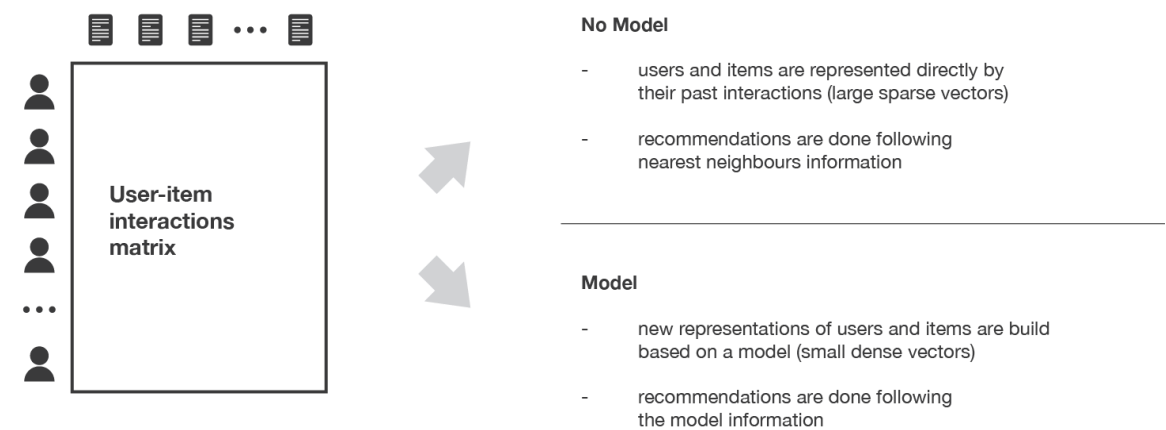 User-item
interactions
matrix
No Model
- users and items are represented directly by
their past interactions (large sparse vectors)
- recommendations are done following
nearest neighbours information
Model
- new representations of users and items are build
based on a model (small dense vectors)
- recommendations are done following
the model information